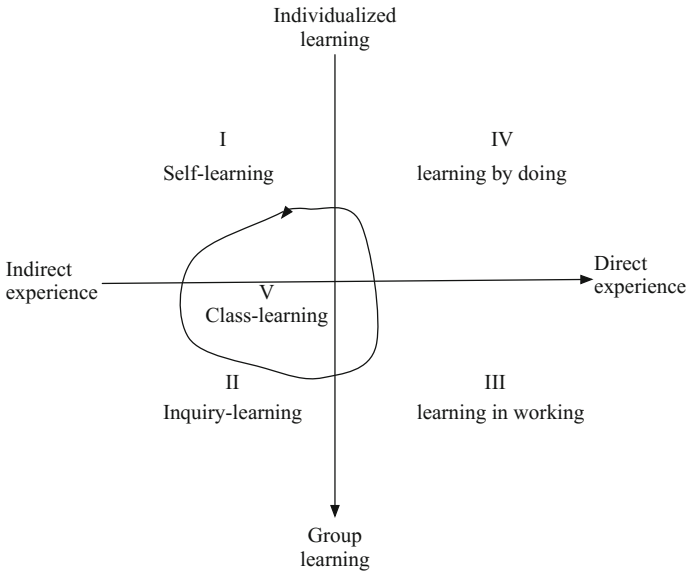 Individualized
learning
I
IV
Self-learning
learning by doing
Indirect
experience
Direct
experience
V
Class-learning
II
III
Inquiry-learning
learning in working
Group
learning